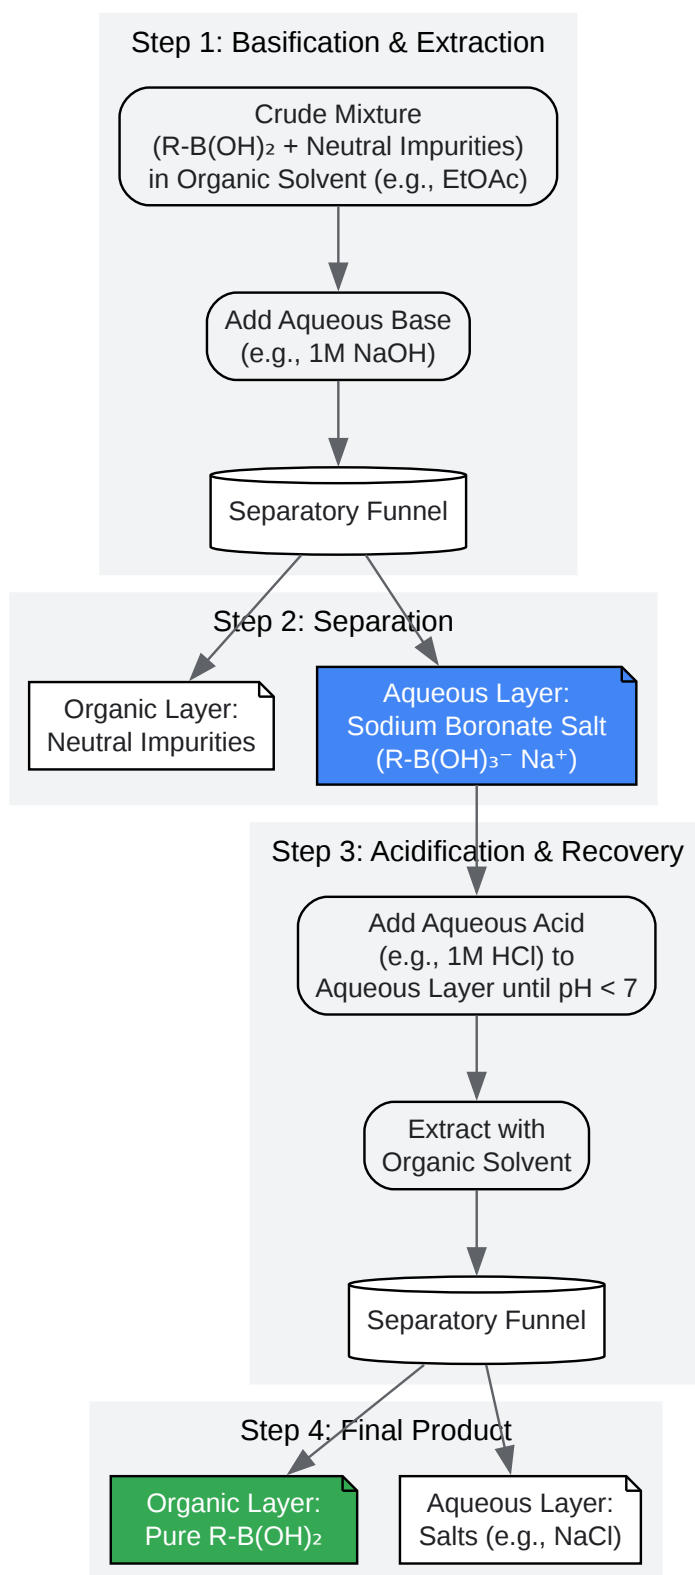 Step 1: Basification & Extraction
Crude Mixture
(R-B(OH)₂ + Neutral Impurities)
in Organic Solvent (e.g., EtOAc)
Add Aqueous Base
(e.g., 1M NaOH)
Separatory Funnel
Step 2: Separation
Organic Layer:
Neutral Impurities
Aqueous Layer:
Sodium Boronate Salt
(R-B(OH)₃⁻ Na⁺)
Step 3: Acidification & Recovery
Add Aqueous Acid
(e.g., 1M HCl) to
Aqueous Layer until pH < 7
Extract with
Organic Solvent
Separatory Funnel
Step 4: Final Product
Organic Layer:
Pure R-B(OH)₂
Aqueous Layer:
Salts (e.g., NaCl)